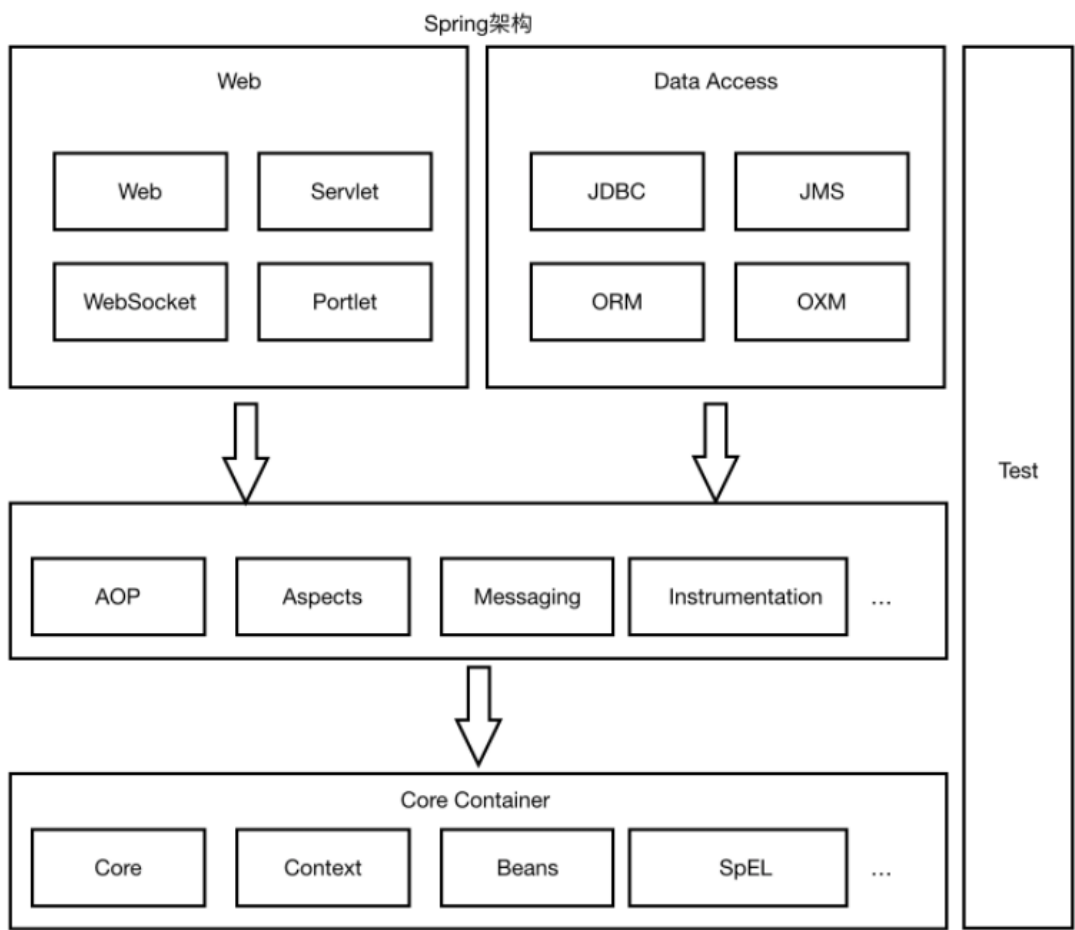 Spring架构
Web
Data Access
Web
Servlet
JDBC
JMS
WebSocket
Portlet
ORM
OXM
Test
AOP
Aspects
Messaging
Instrumentation
...
Core Container
Core
Context
Beans
SpEL
...